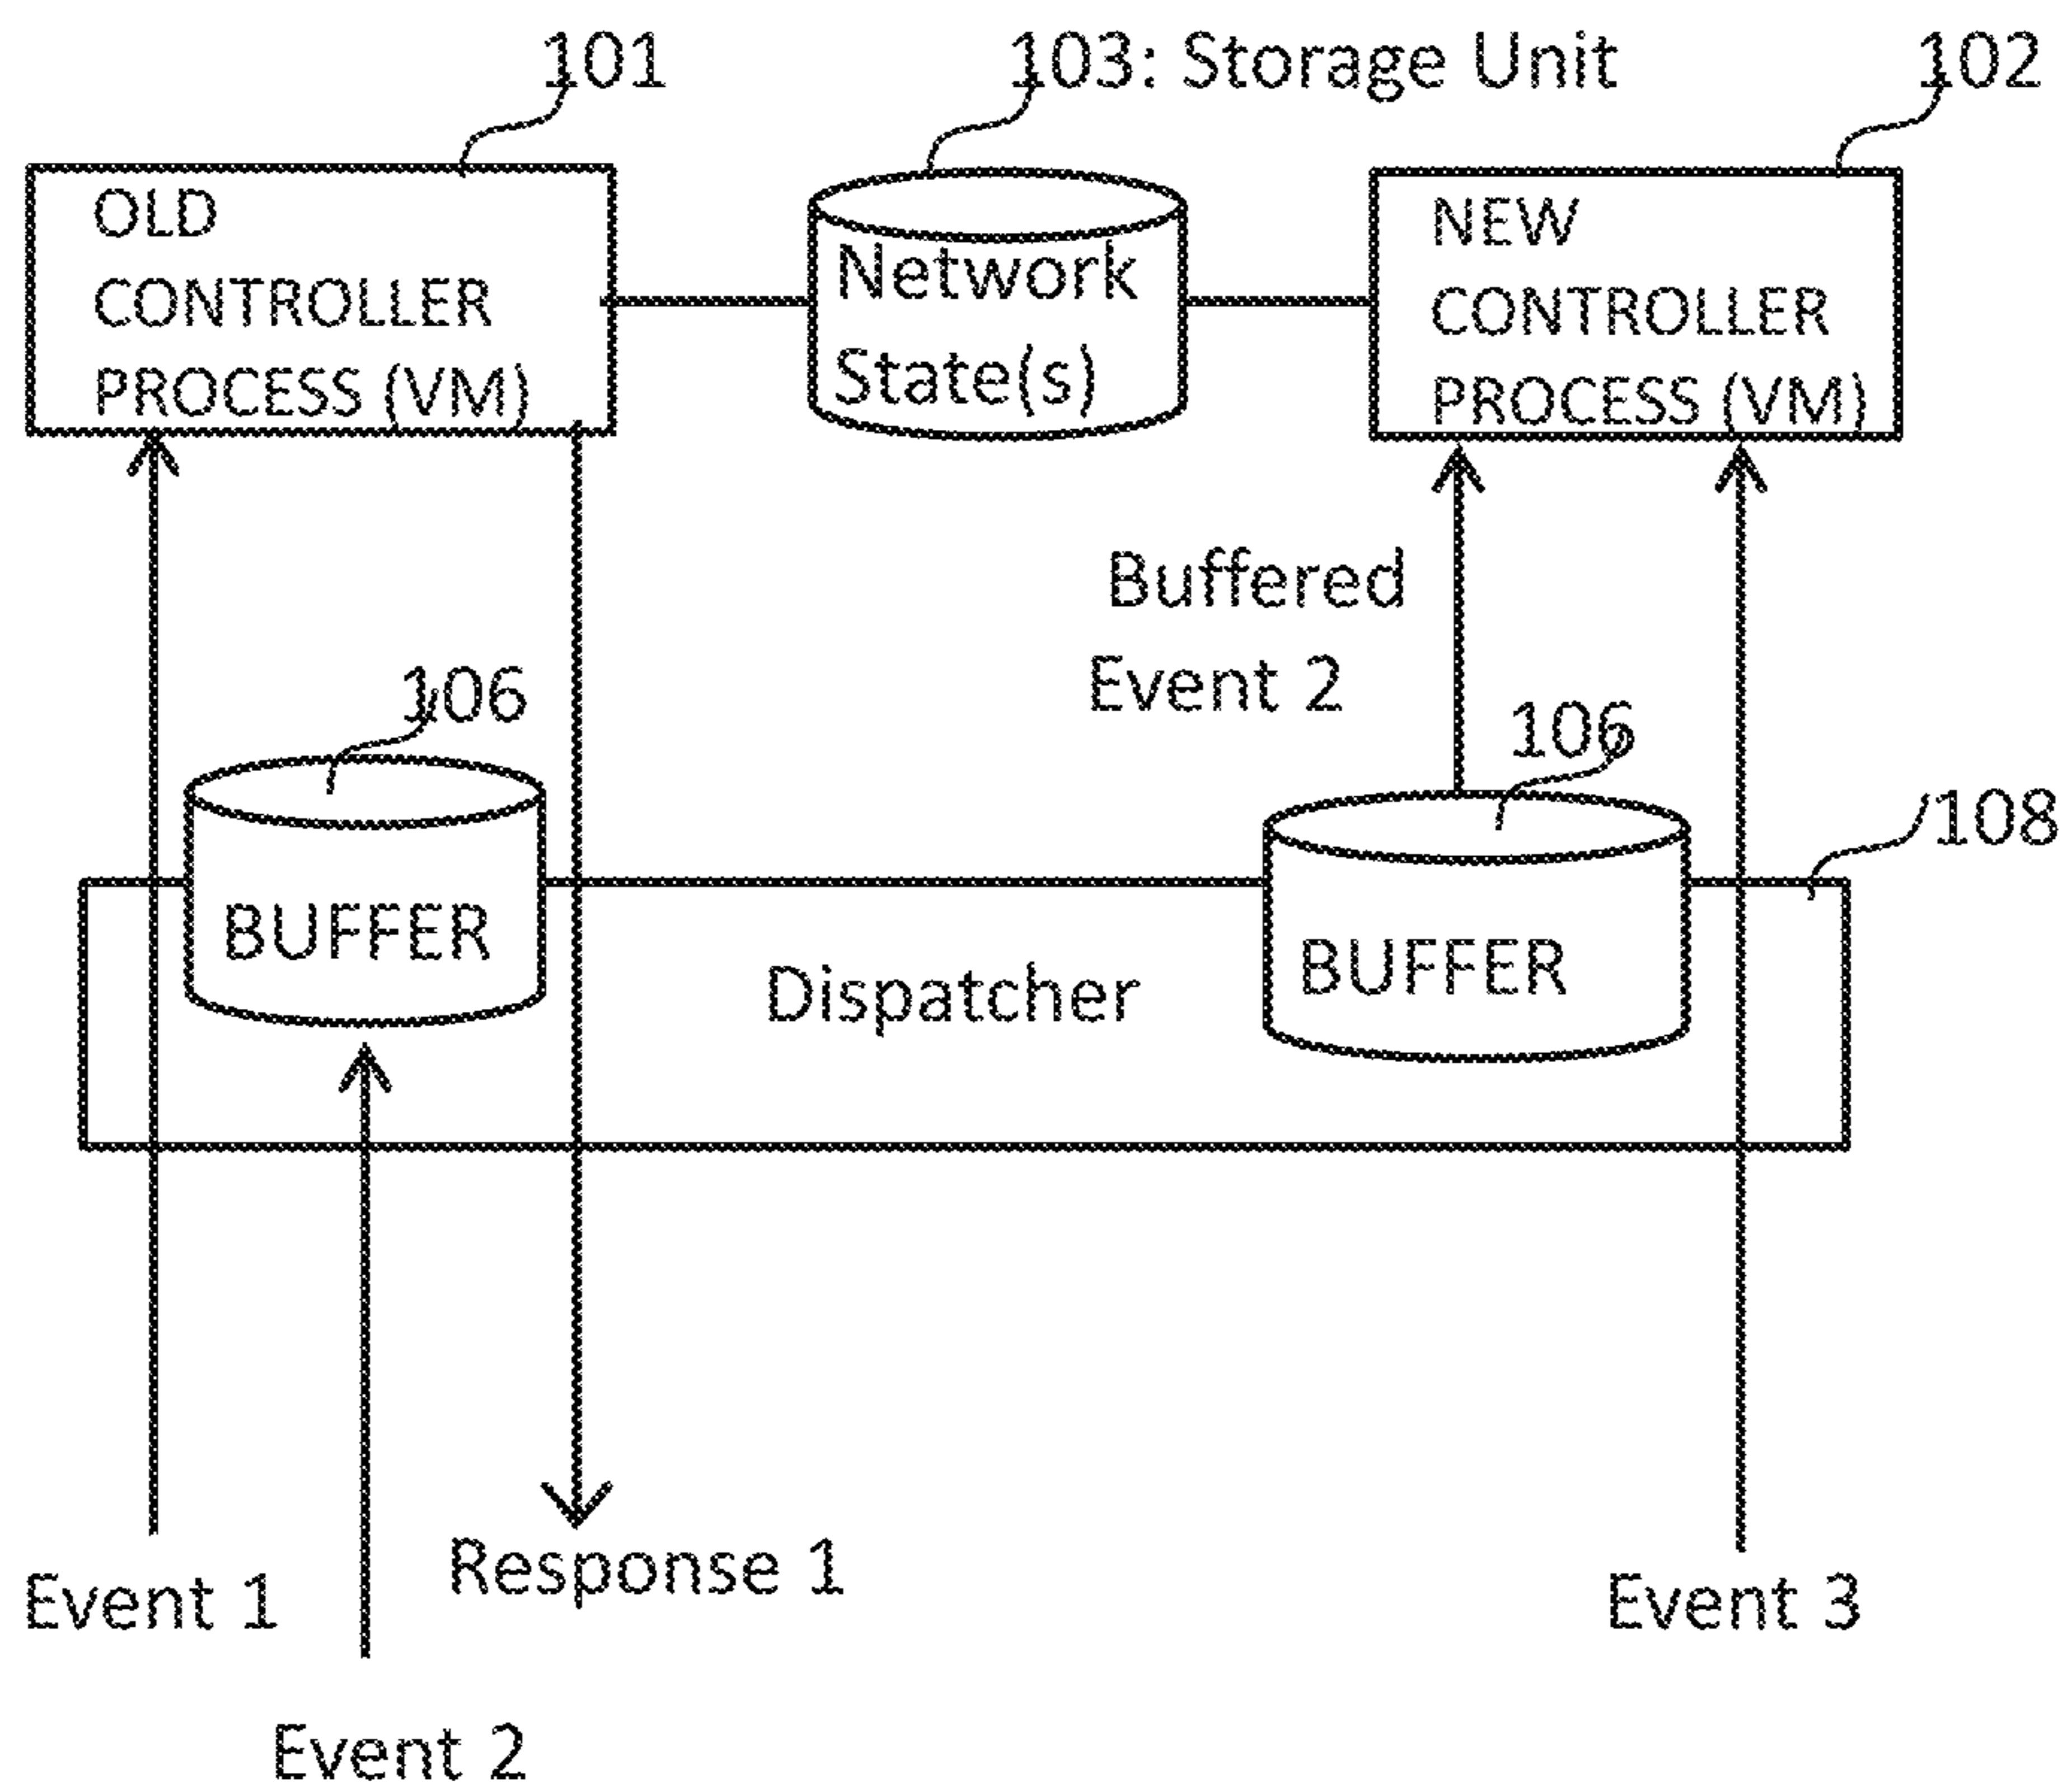 101
103: Storage Unit
102
OLD
CONTROLLER
PROCESS (VM)
Network
State(s)
NEW
CONTROLLER
PROCESS (VM)
Buffered
Event 2
106
106
108
BUFFER
Dispatcher
BUFFER
Response 1
Event 1
Event 3
Event 2